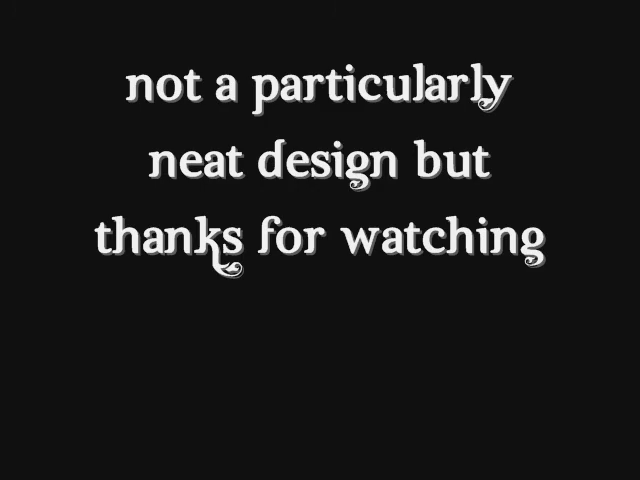 not a particularly
neat design but
thanks for watching